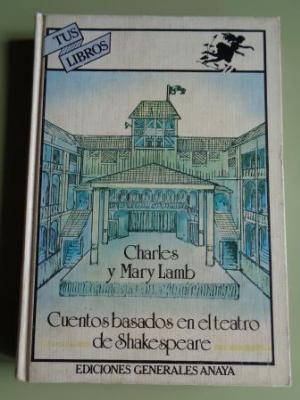 TUS
LIBROS
Charles
y Mary Lamb
Cuentos basados en el teatro
de Shakespeare
EDICIONES GENERALES ANAYA